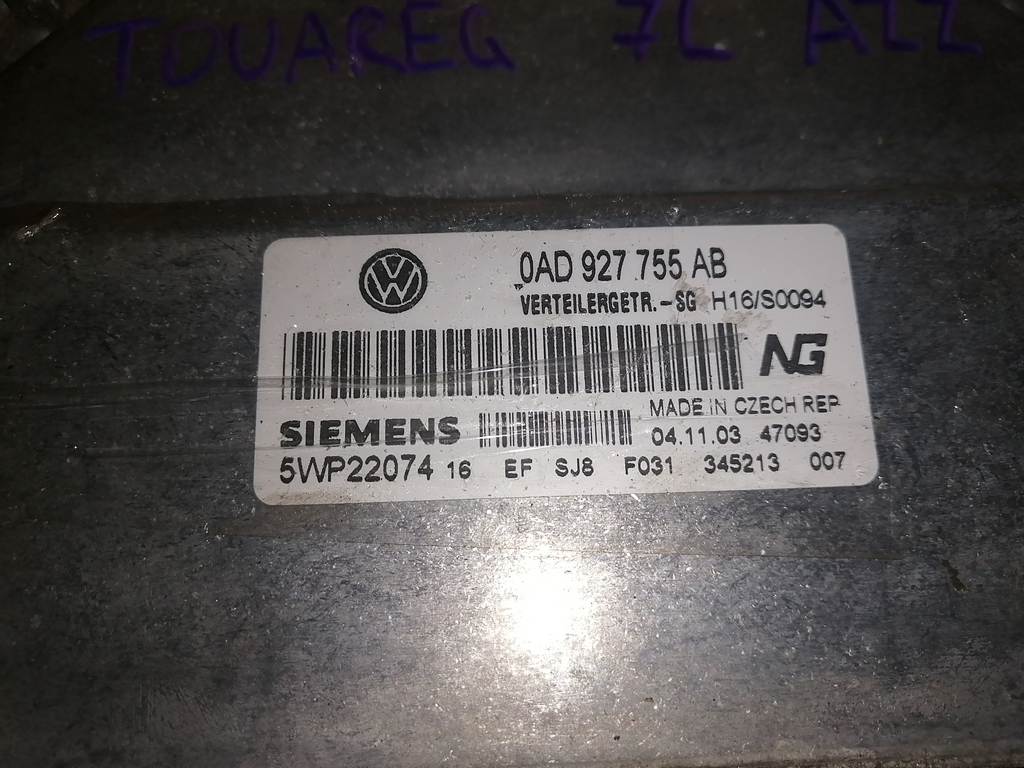 TOUAREG 7L AZZ
0AD 927 755 AB
VERTEILERGETR.-SG H16/S0094
NG
MADE IN CZECH REP
SIEMENS 04.11.03 47093
5WP22074 16 EF SJ8 F031 345213 007